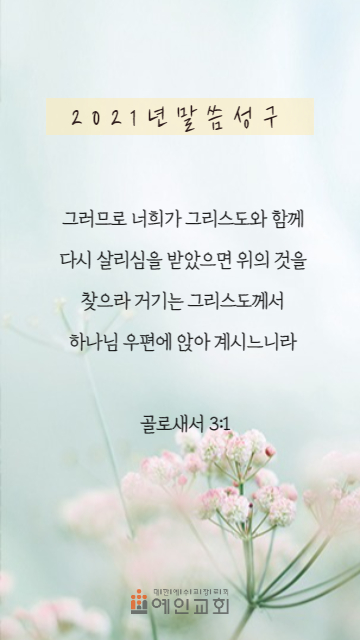 2021년말씀성구
그러므로 너희가 그리스도와 함께
다시 살리심을 받았으면 위의 것을
찾으라 거기는 그리스도께서
하나님 우편에 앉아 계시느니라
골로새서 3:1
예인교회